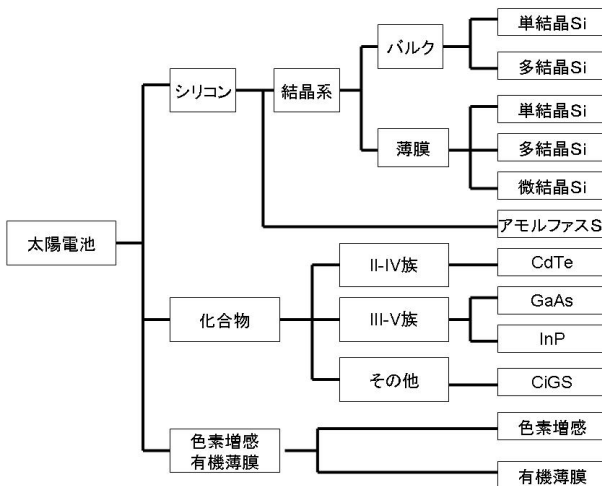 太陽電池
シリコン
結晶系
バルク
単結晶Si
多結晶Si
薄膜
単結晶Si
多結晶Si
微結晶Si
アモルファスS
化合物
II-IV族
CdTe
III-V族
GaAs
InP
その他
CiGS
色素増感
有機薄膜
色素増感
有機薄膜